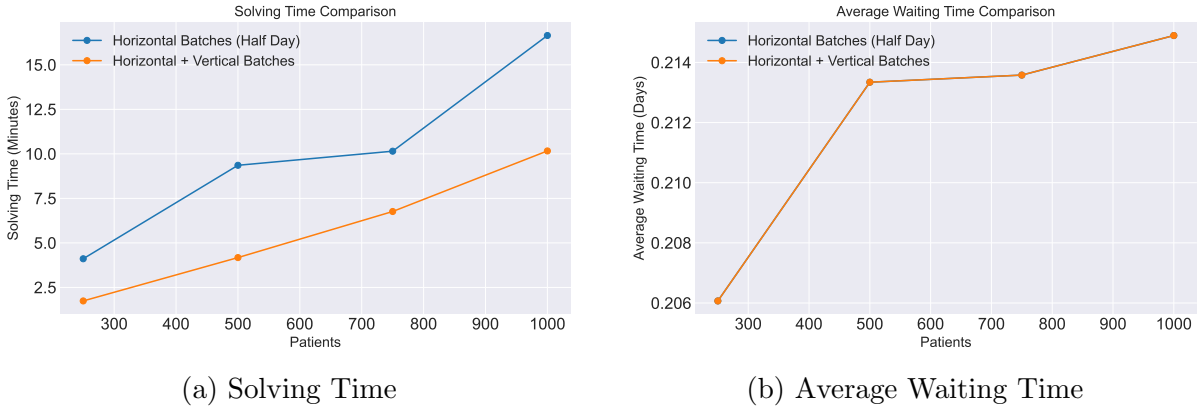 Solving Time Comparison
Horizontal Batches (Half Day)
Horizontal + Vertical Batches
Solving Time (Minutes)
15.0
12.5
10.0
7.5
5.0
2.5
300 400 500 600 700 800 900 1000
Patients
(a) Solving Time
Average Waiting Time Comparison
Horizontal Batches (Half Day)
Horizontal + Vertical Batches
Average Waiting Time (Days)
0.214
0.212
0.210
0.208
0.206
300 400 500 600 700 800 900 1000
Patients
(b) Average Waiting Time